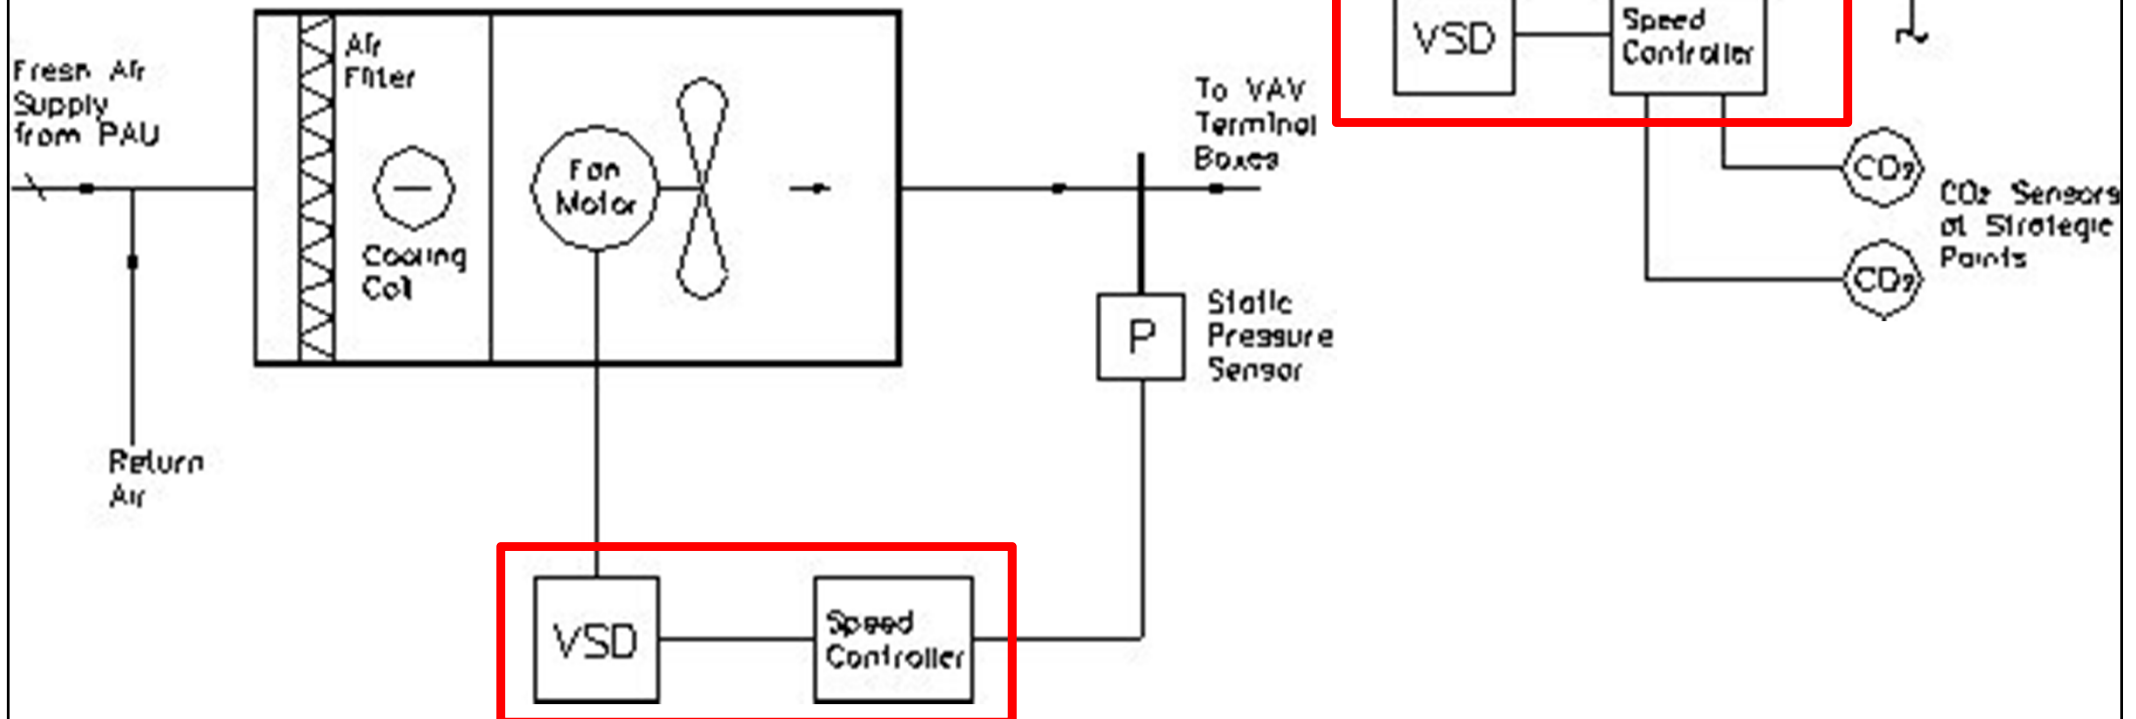 Fresh Air
Supply
from PAU
Air
Filter
Cooling
Coil
Fan
Motor
Return
Air
VSD
Speed
Controller
To VAV
Terminal
Boxes
P
Static
Pressure
Sensor
VSD
Speed
Controller
CO2
CO2
CO2 Sensors
at Strategic
Points